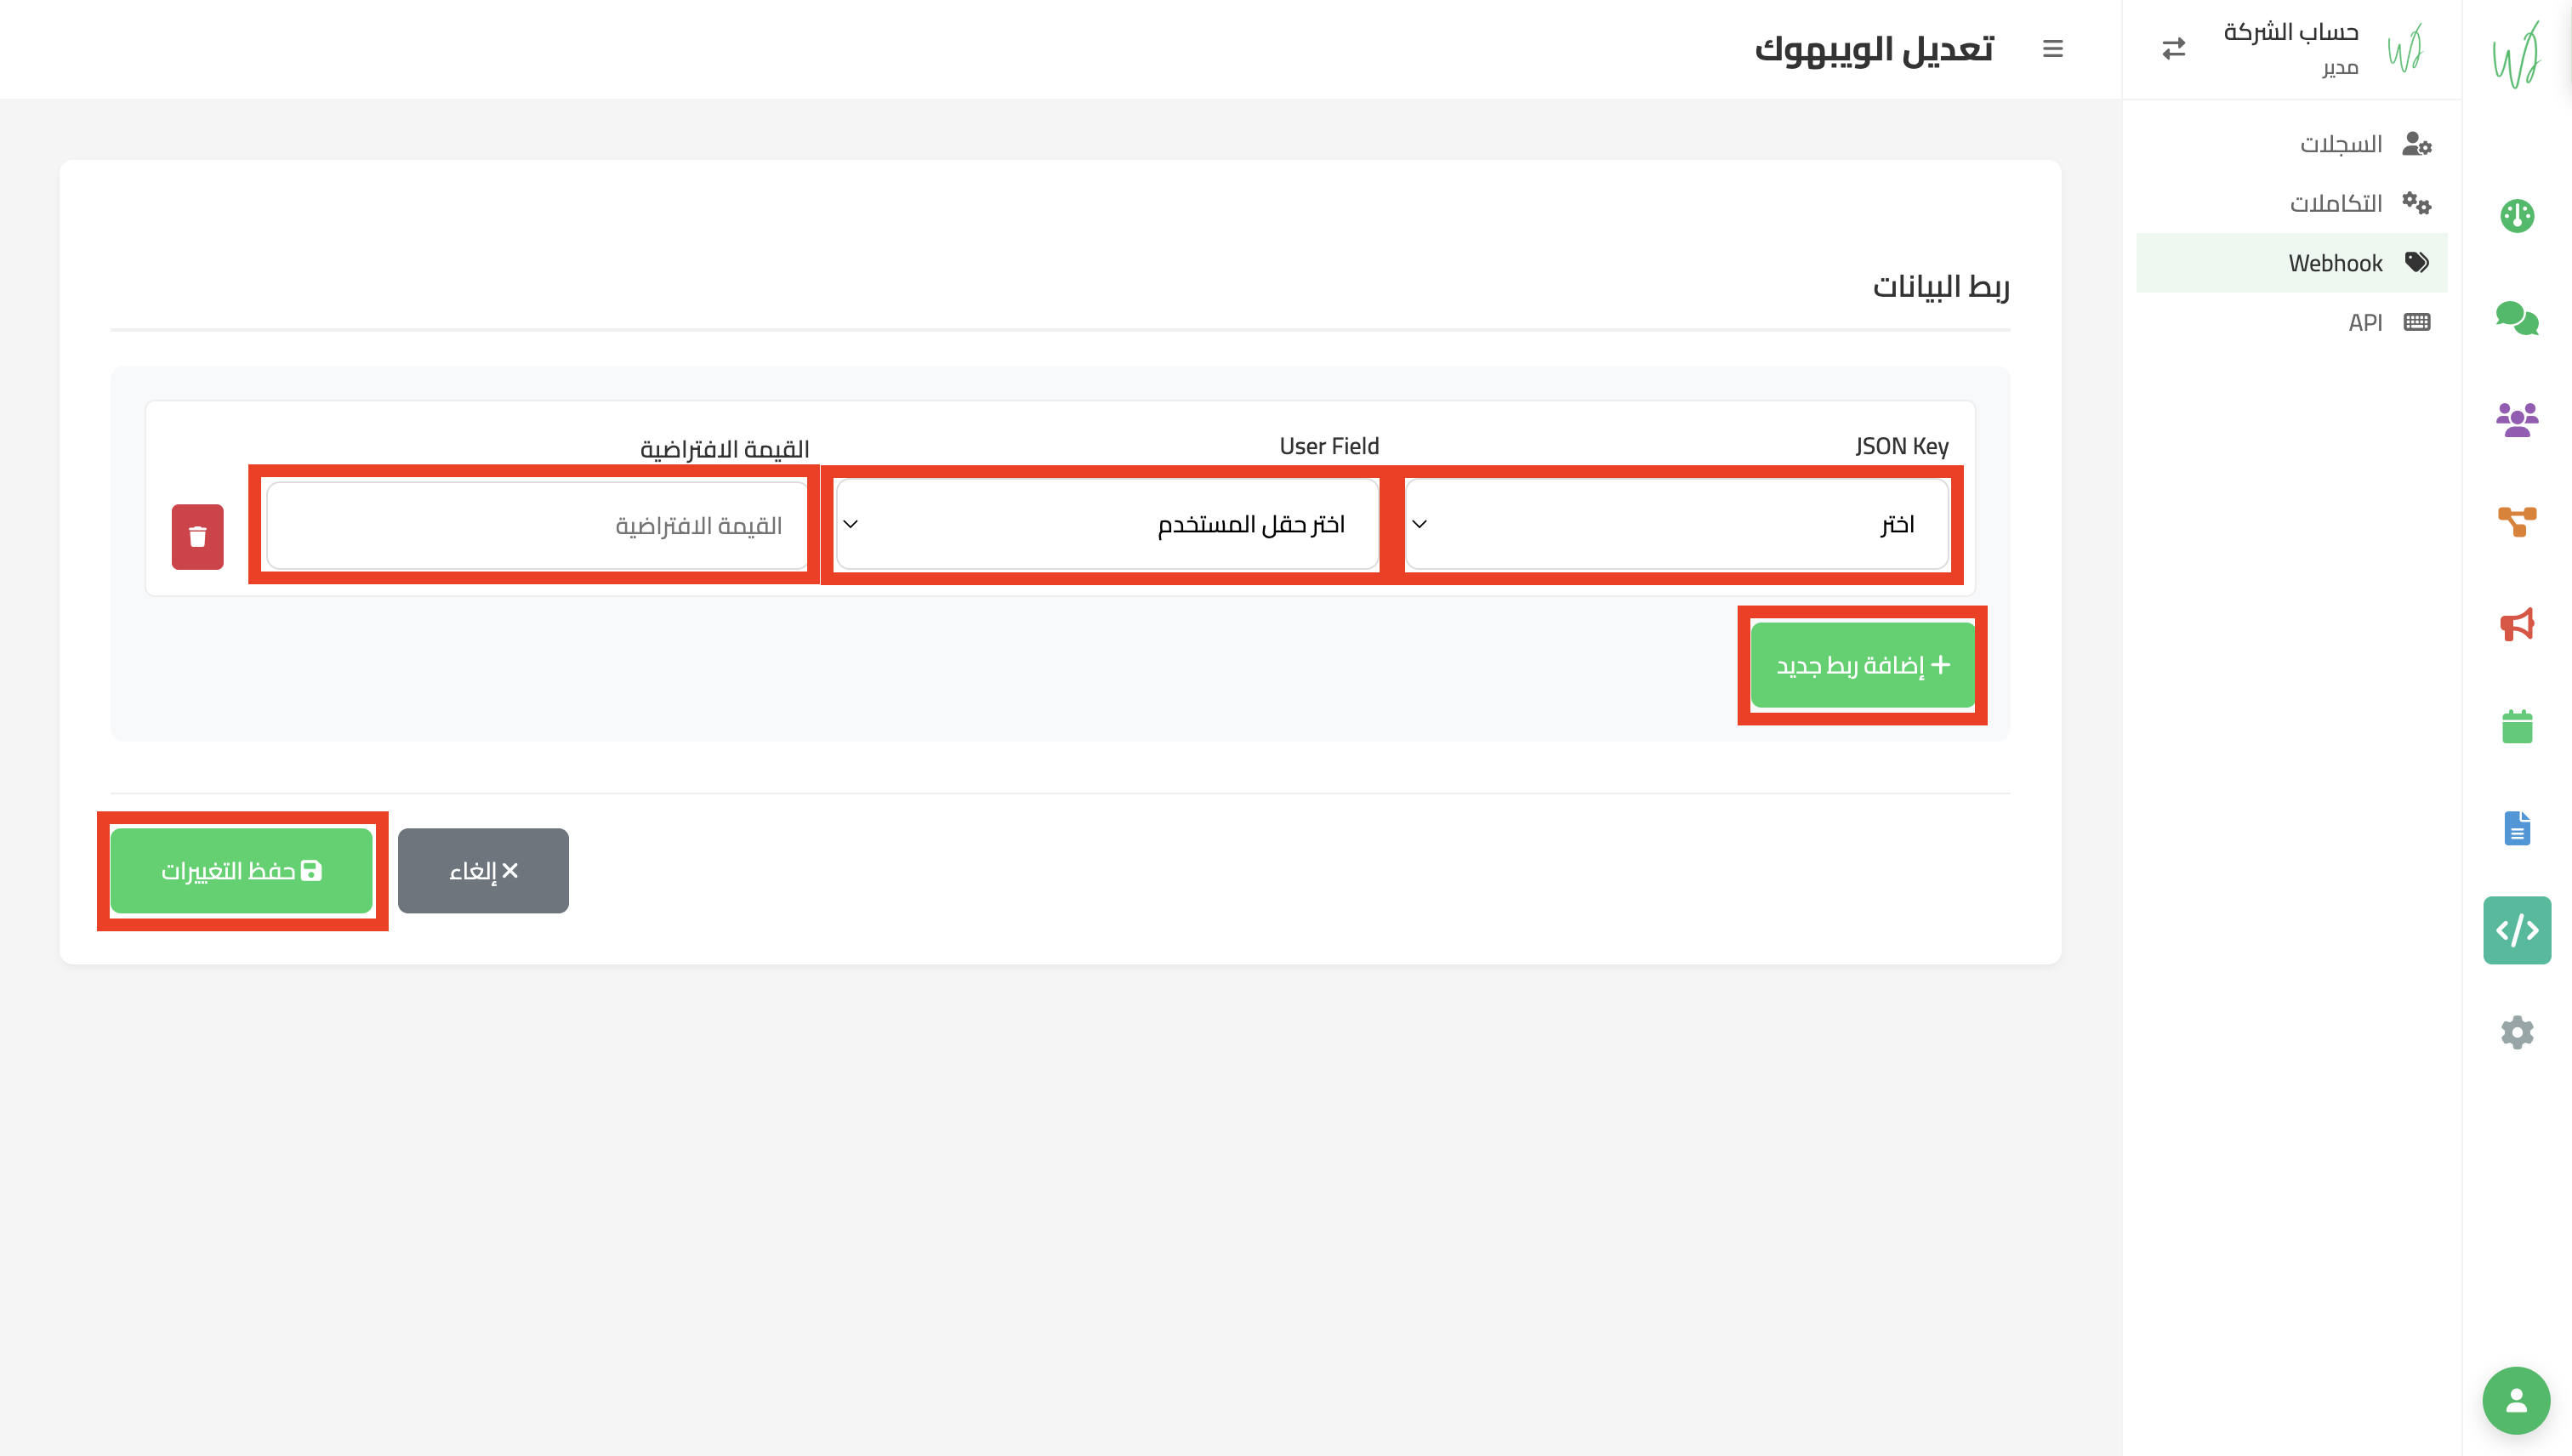 حساب الشركة
مدير
تعديل الويبهوك
السجلات
التكاملات
Webhook
API
ربط البيانات
JSON Key
User Field
القيمة الافتراضية
اختر
اختر حقل المستخدم
القيمة الافتراضية
إضافة ربط جديد
إلغاء
حفظ التغييرات